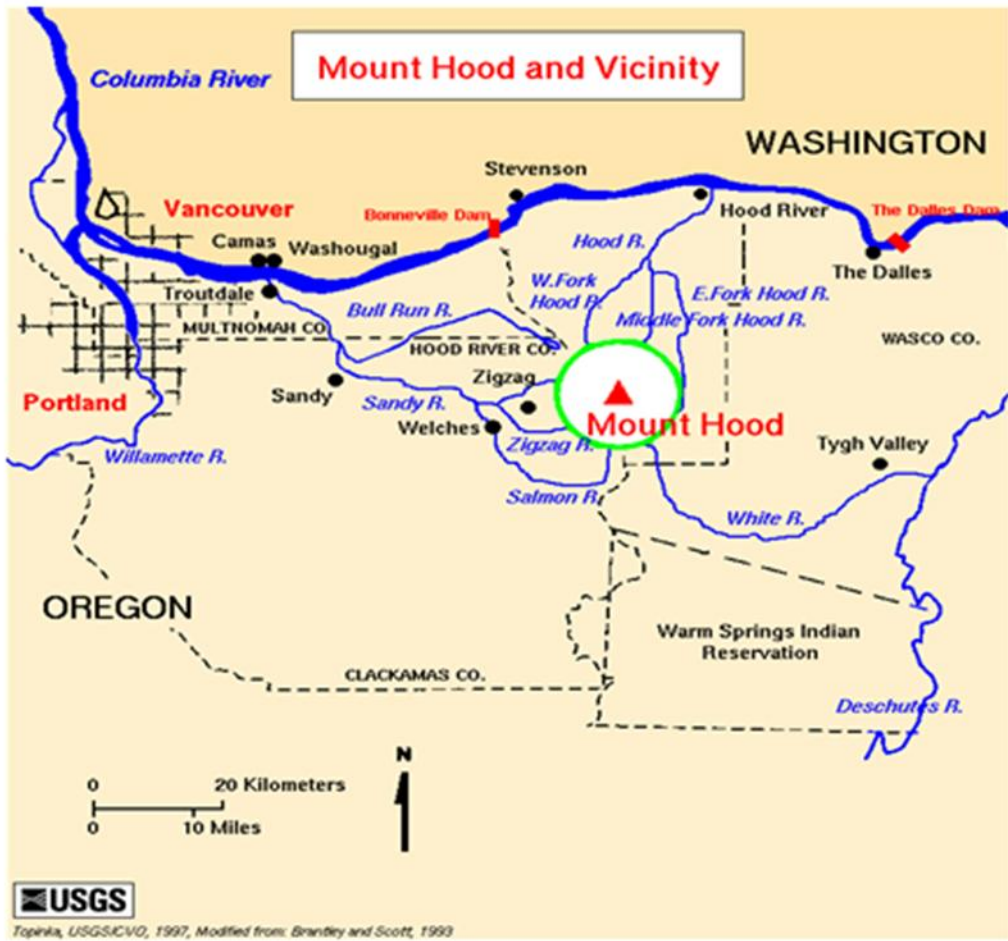 Mount Hood and Vicinity
Columbia River
WASHINGTON
Stevenson
Vancouver
Bonneville Dam
Hood River
The Dalles Dam
Camas
Washougal
Hood R.
The Dalles
Troutdale
W.Fork
Hood R.
E.Fork Hood R.
Bull Run R.
Middle Fork Hood R.
MULTNOMAH CO.
HOOD RIVER CO.
WASCO CO.
Zigzag
Portland
Sandy
Sandy R.
Mount Hood
Welches
Zigzag R.
Tygh Valley
Willamette R.
Salmon R.
White R.
OREGON
Warm Springs Indian
Reservation
CLACKAMAS CO.
Deschutes R.
N
0 20 Kilometers
0 10 Miles
USGS
Topinka, USGS/CVO, 1997, Modified from: Brantley and Scott, 1993